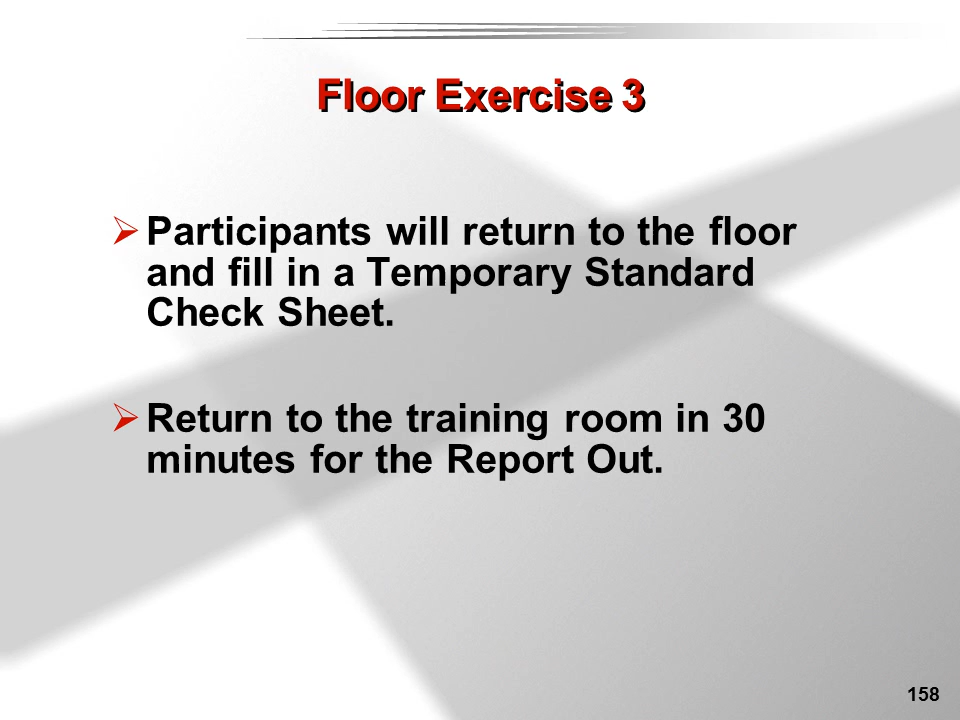 Floor Exercise 3
Participants will return to the floor
and fill in a Temporary Standard
Check Sheet.
Return to the training room in 30
minutes for the Report Out.
158